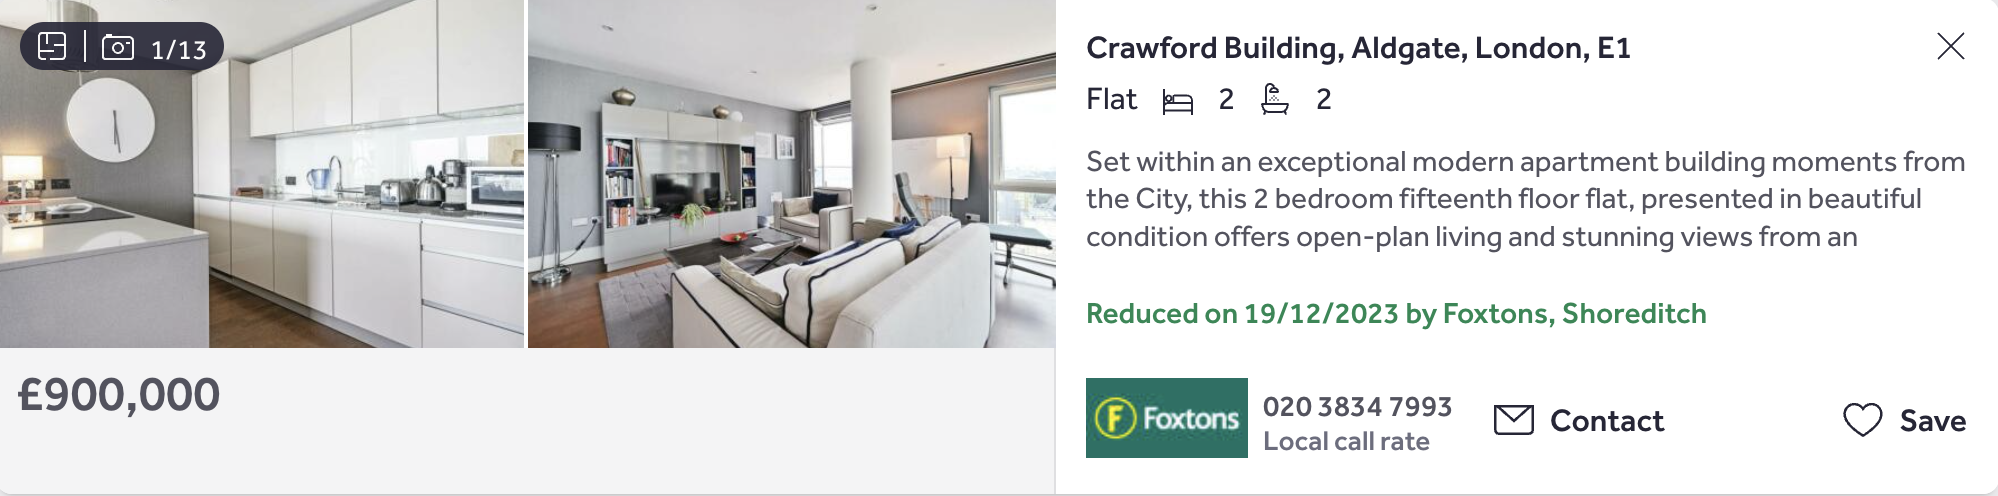 1/13
£900,000
Crawford Building, Aldgate, London, E1
Flat 2 2
Set within an exceptional modern apartment building moments from
the City, this 2 bedroom fifteenth floor flat, presented in beautiful
condition offers open-plan living and stunning views from an
Reduced on 19/12/2023 by Foxtons, Shoreditch
F Foxtons
020 3834 7993
Local call rate
Contact
Save